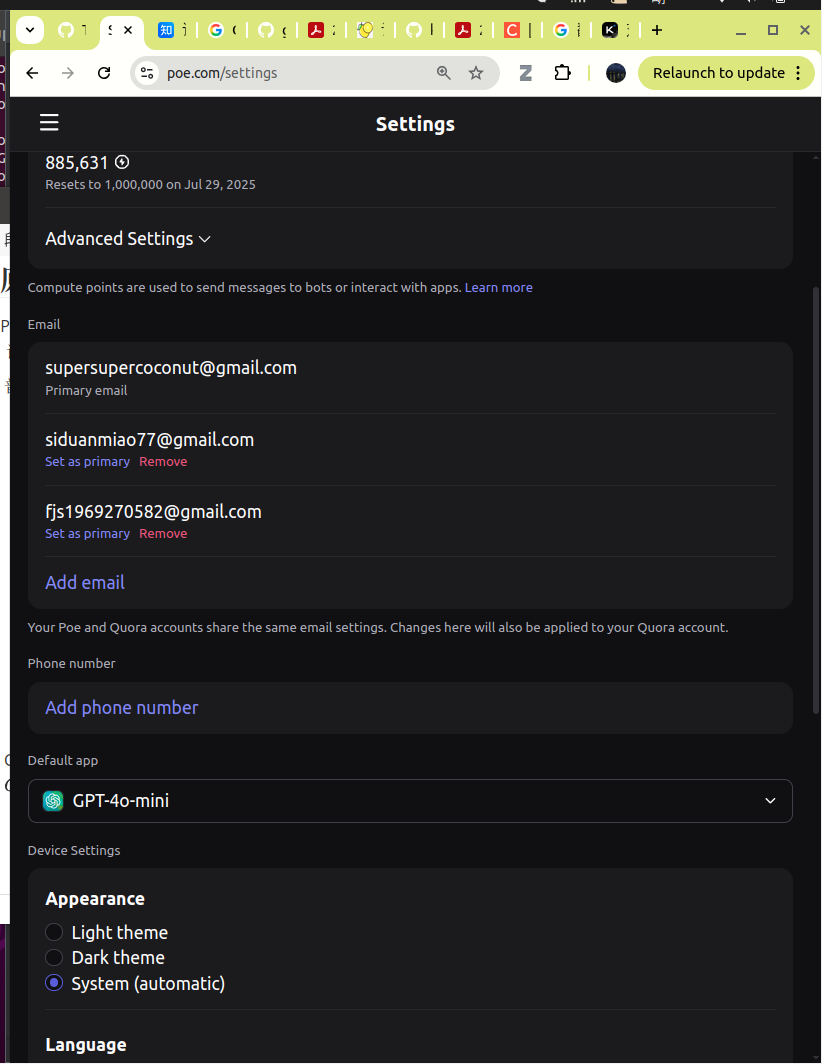 poe.com/settings
Relaunch to update
Settings
885,631
Resets to 1,000,000 on Jul 29, 2025
Advanced Settings
Compute points are used to send messages to bots or interact with apps. Learn more
Email
supersupercoconut@gmail.com
Primary email
siduanmiao77@gmail.com
Set as primary Remove
fjs1969270582@gmail.com
Set as primary Remove
Add email
Your Poe and Quora accounts share the same email settings. Changes here will also be applied to your Quora account.
Phone number
Add phone number
Default app
GPT-4o-mini
Device Settings
Appearance
Light theme
Dark theme
System (automatic)
Language